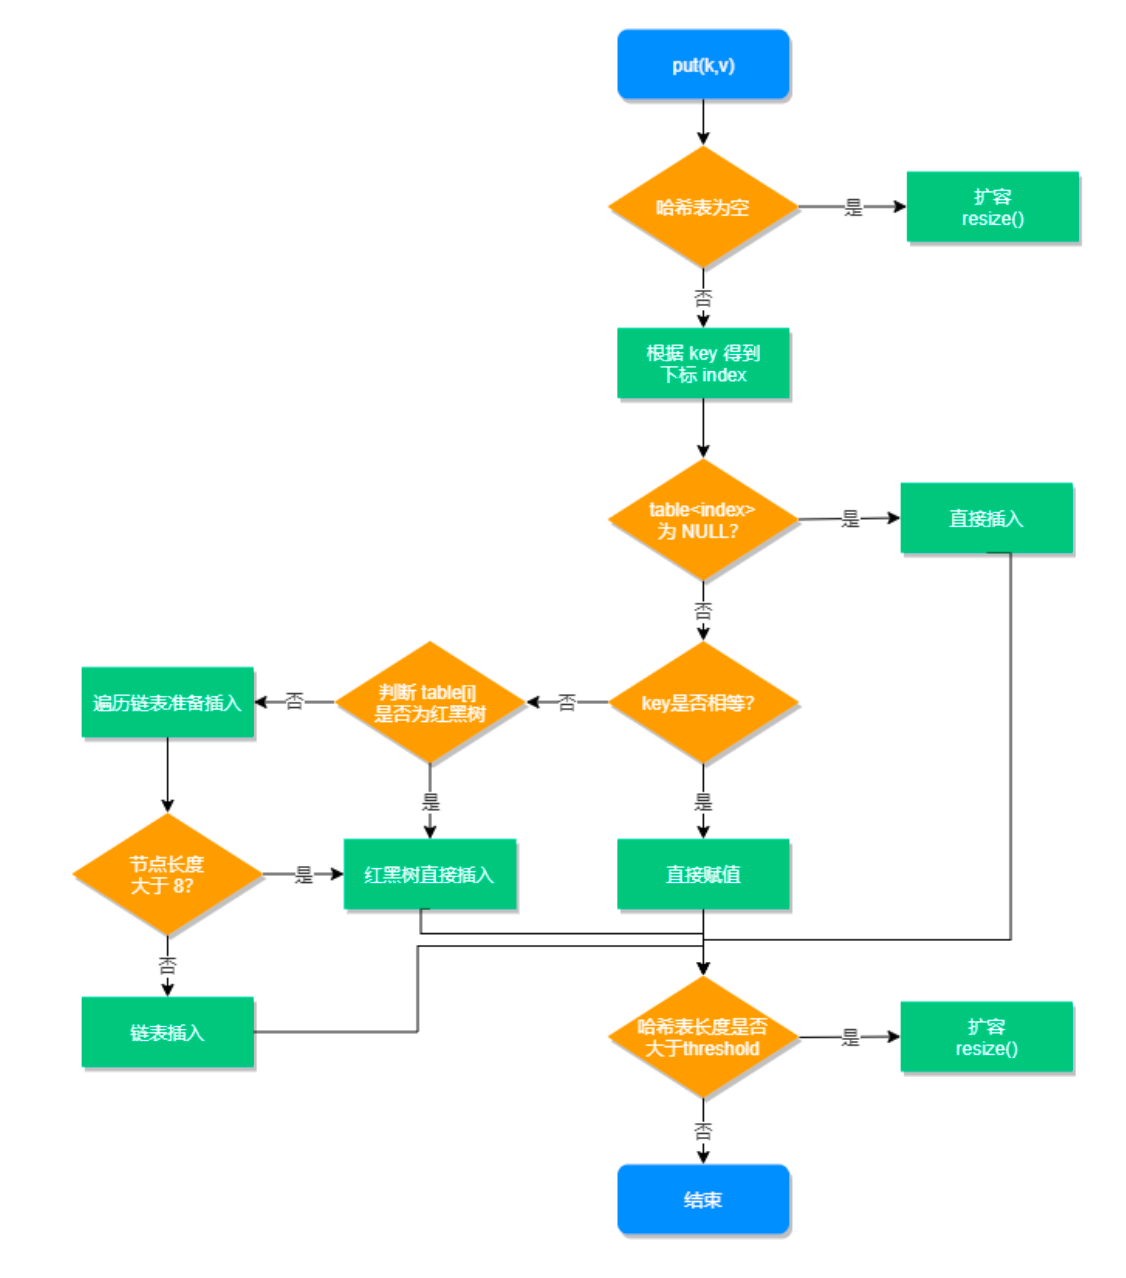 put(k,v)
哈希表为空
是
扩容
resize()
否
根据 key 得到
下标 index
table<index>
为 NULL?
是
直接插入
否
遍历链表准备插入
否
判断 table[i]
是否为红黑树
否
key是否相等?
是
是
节点长度
大于 8?
是
红黑树直接插入
直接赋值
否
链表插入
哈希表长度是否
大于threshold
是
扩容
resize()
否
结束